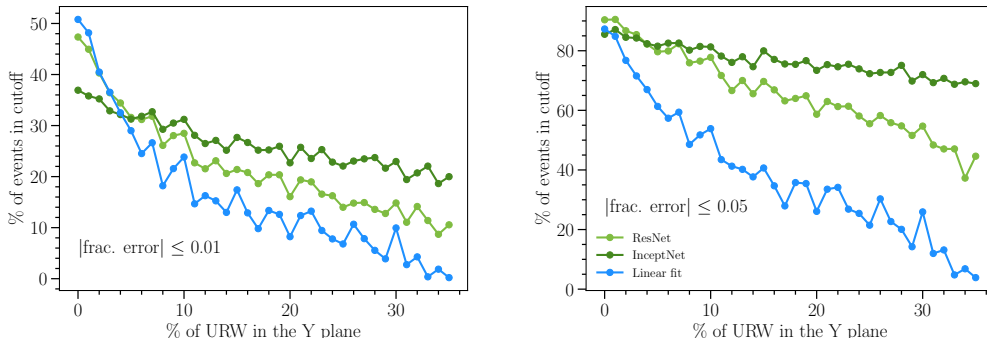 50
40
30
20
10
0
% of events in cutoff
|frac. error| ≤ 0.01
0
10
20
30
% of URW in the Y plane
80
60
40
20
0
% of events in cutoff
|frac. error| ≤ 0.05
ResNet
InceptNet
Linear fit
0
10
20
30
% of URW in the Y plane